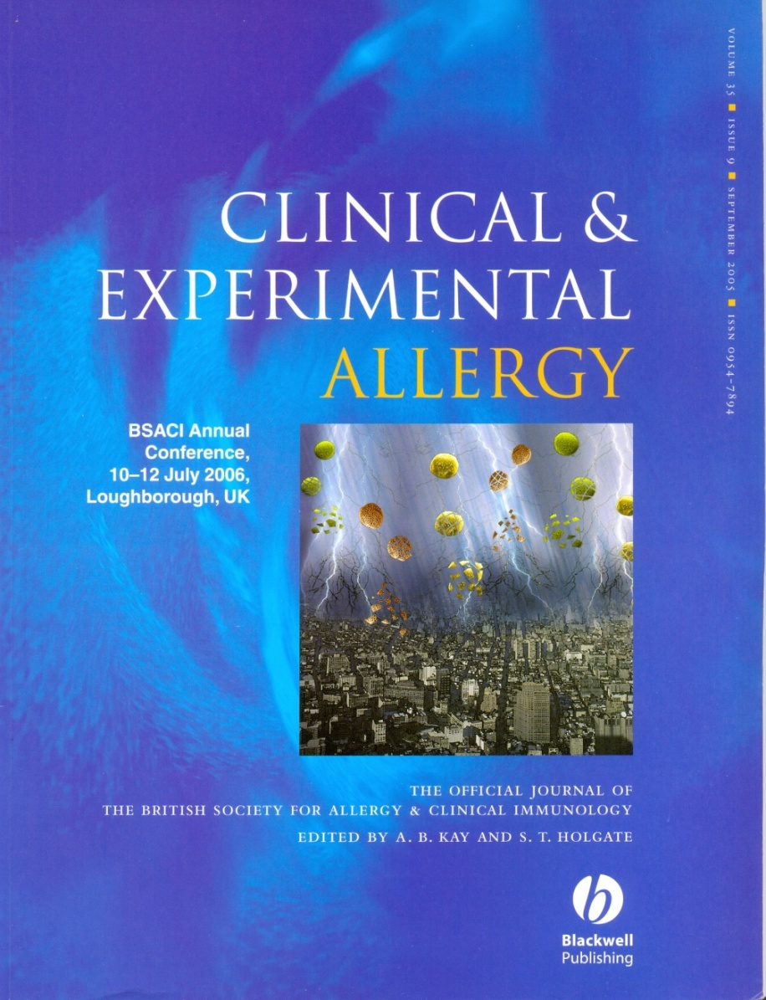 VOLUME 35 ■ ISSUE 9 ■ SEPTEMBER 2005 ■ ISSN 0954-7894
CLINICAL &
EXPERIMENTAL
ALLERGY
BSACI Annual
Conference,
10–12 July 2006,
Loughborough, UK
THE OFFICIAL JOURNAL OF
THE BRITISH SOCIETY FOR ALLERGY & CLINICAL IMMUNOLOGY
EDITED BY A. B. KAY AND S. T. HOLGATE
b
Blackwell
Publishing